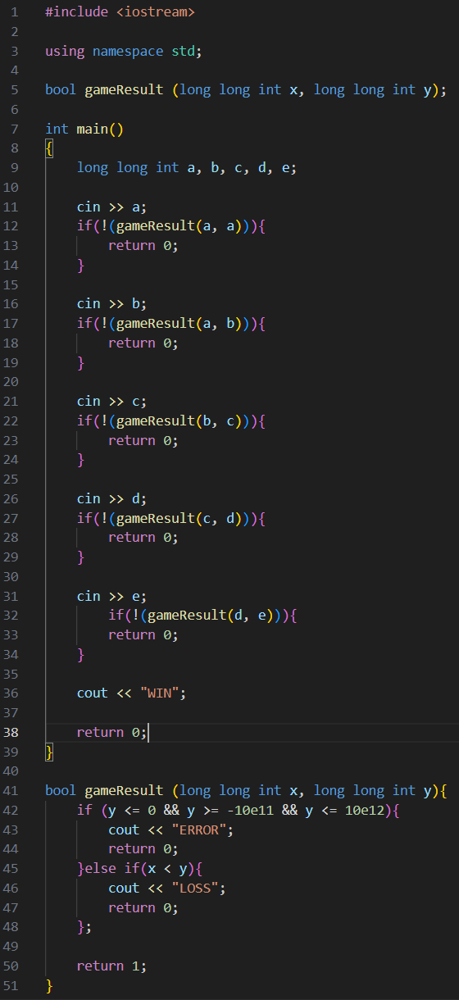 1 #include <iostream>
2
3 using namespace std;
4
5 bool gameResult (long long int x, long long int y);
6
7 int main()
8 {
9     long long int a, b, c, d, e;
10
11     cin >> a;
12     if(!(gameResult(a, a))){
13         return 0;
14     }
15
16     cin >> b;
17     if(!(gameResult(a, b))){
18         return 0;
19     }
20
21     cin >> c;
22     if(!(gameResult(b, c))){
23         return 0;
24     }
25
26     cin >> d;
27     if(!(gameResult(c, d))){
28         return 0;
29     }
30
31     cin >> e;
32         if(!(gameResult(d, e))){
33         return 0;
34     }
35
36     cout << "WIN";
37
38     return 0;
39 }
40
41 bool gameResult (long long int x, long long int y){
42     if (y <= 0 && y >= -10e11 && y <= 10e12){
43         cout << "ERROR";
44         return 0;
45     }else if(x < y){
46         cout << "LOSS";
47         return 0;
48     };
49
50     return 1;
51 }